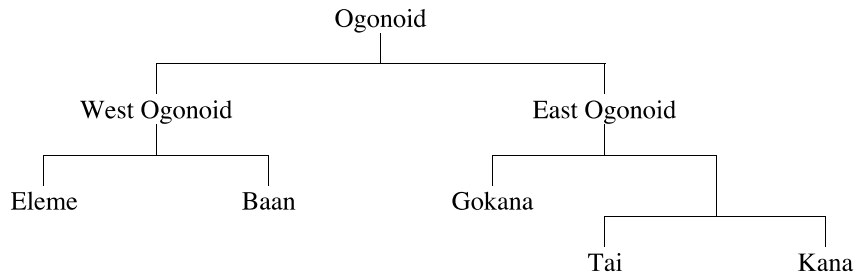 Ogonoid
West Ogonoid
East Ogonoid
Eleme
Baan
Gokana
Tai
Kana